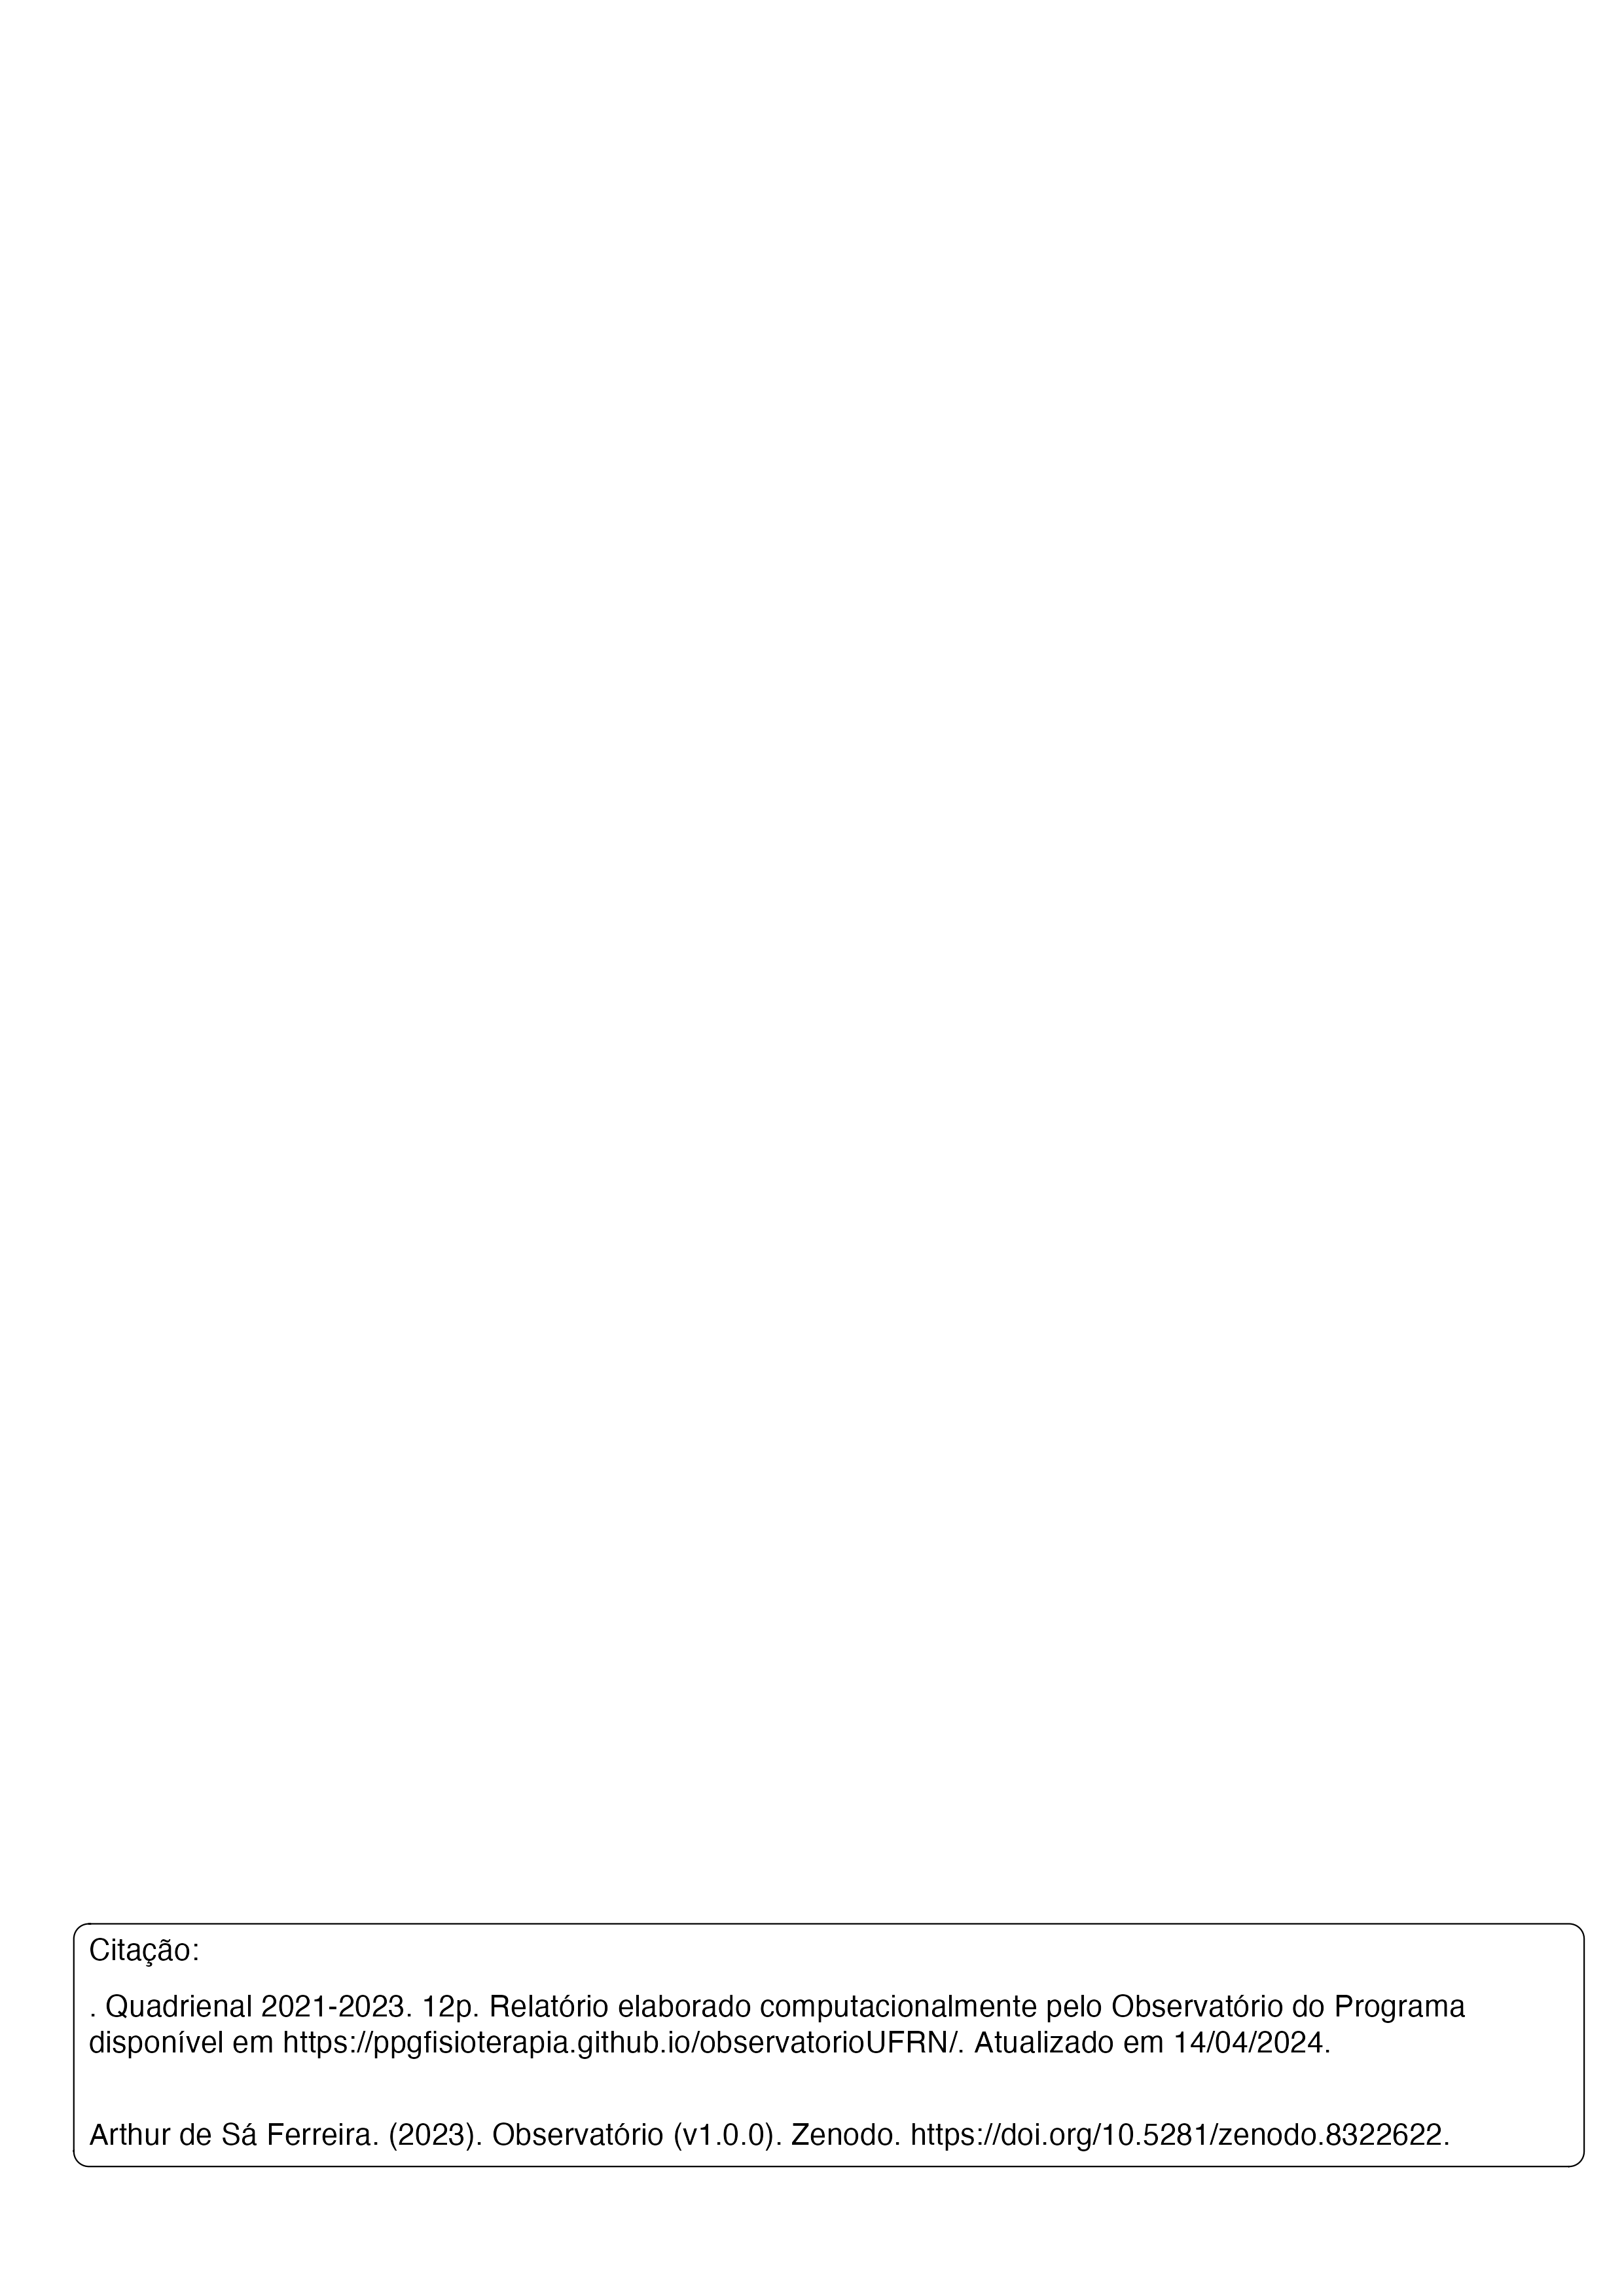 Citação:
. Quadrienal 2021-2023. 12p. Relatório elaborado computacionalmente pelo Observatório do Programa
disponível em https://ppgfisioterapia.github.io/observatorioUFRN/. Atualizado em 14/04/2024.
Arthur de Sá Ferreira. (2023). Observatório (v1.0.0). Zenodo. https://doi.org/10.5281/zenodo.8322622.